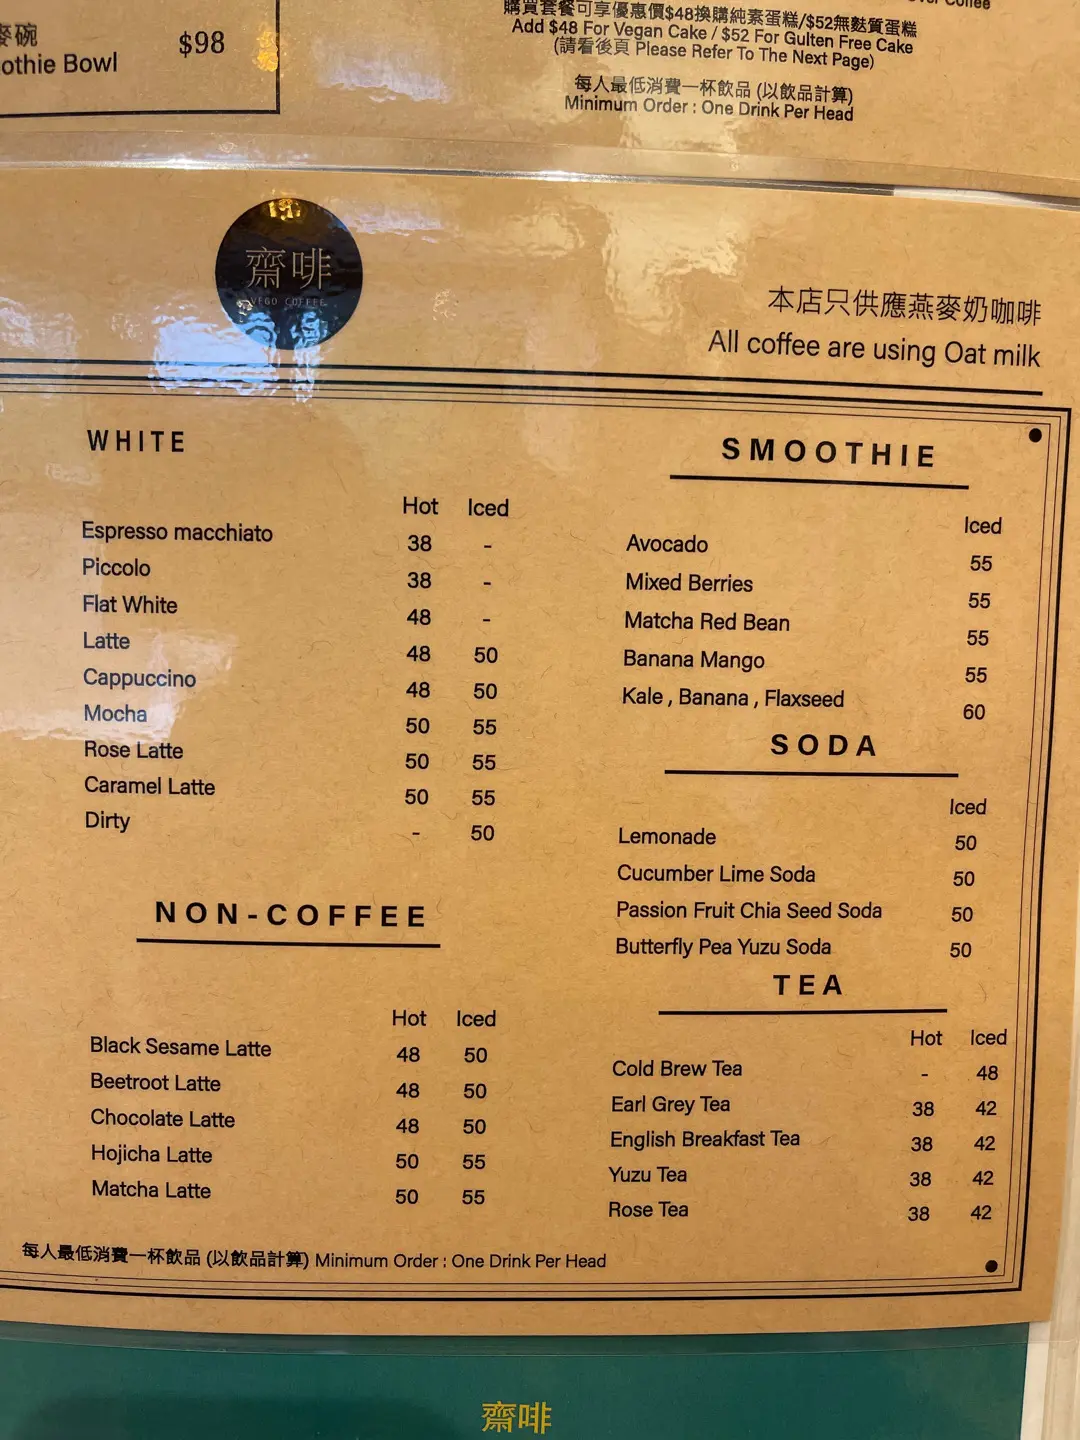 麥碗
othie Bowl $98
Coffee
購買套餐可享優惠價$48換購純素蛋糕/$52無麩質蛋糕
Add $48 For Vegan Cake / $52 For Gulten Free Cake
(請看後頁 Please Refer To The Next Page)
每人最低消費一杯飲品 (以飲品計算)
Minimum Order : One Drink Per Head
齋啡
VEGO COFFEE
本店只供應燕麥奶咖啡
All coffee are using Oat milk
WHITE
Hot Iced
Espresso macchiato 38 -
Piccolo 38 -
Flat White 48 -
Latte 48 50
Cappuccino 48 50
Mocha 50 55
Rose Latte 50 55
Caramel Latte 50 55
Dirty - 50
NON-COFFEE
Hot Iced
Black Sesame Latte 48 50
Beetroot Latte 48 50
Chocolate Latte 48 50
Hojicha Latte 50 55
Matcha Latte 50 55
SMOOTHIE
Iced
Avocado 55
Mixed Berries 55
Matcha Red Bean 55
Banana Mango 55
Kale , Banana , Flaxseed 60
SODA
Iced
Lemonade 50
Cucumber Lime Soda 50
Passion Fruit Chia Seed Soda 50
Butterfly Pea Yuzu Soda 50
TEA
Hot Iced
Cold Brew Tea - 48
Earl Grey Tea 38 42
English Breakfast Tea 38 42
Yuzu Tea 38 42
Rose Tea 38 42
每人最低消費一杯飲品 (以飲品計算) Minimum Order : One Drink Per Head
齋啡